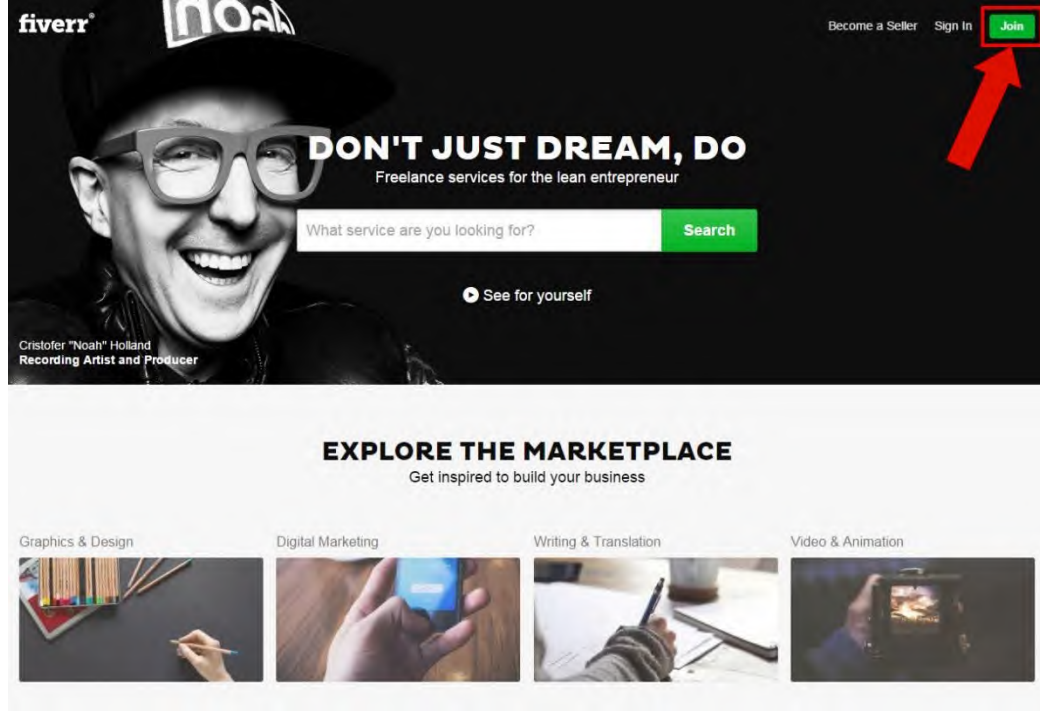 fiverr®
noah
Become a Seller Sign In Join
DON'T JUST DREAM, DO
Freelance services for the lean entrepreneur
What service are you looking for? Search
See for yourself
Cristofer "Noah" Holland
Recording Artist and Producer
EXPLORE THE MARKETPLACE
Get inspired to build your business
Graphics & Design Digital Marketing Writing & Translation Video & Animation